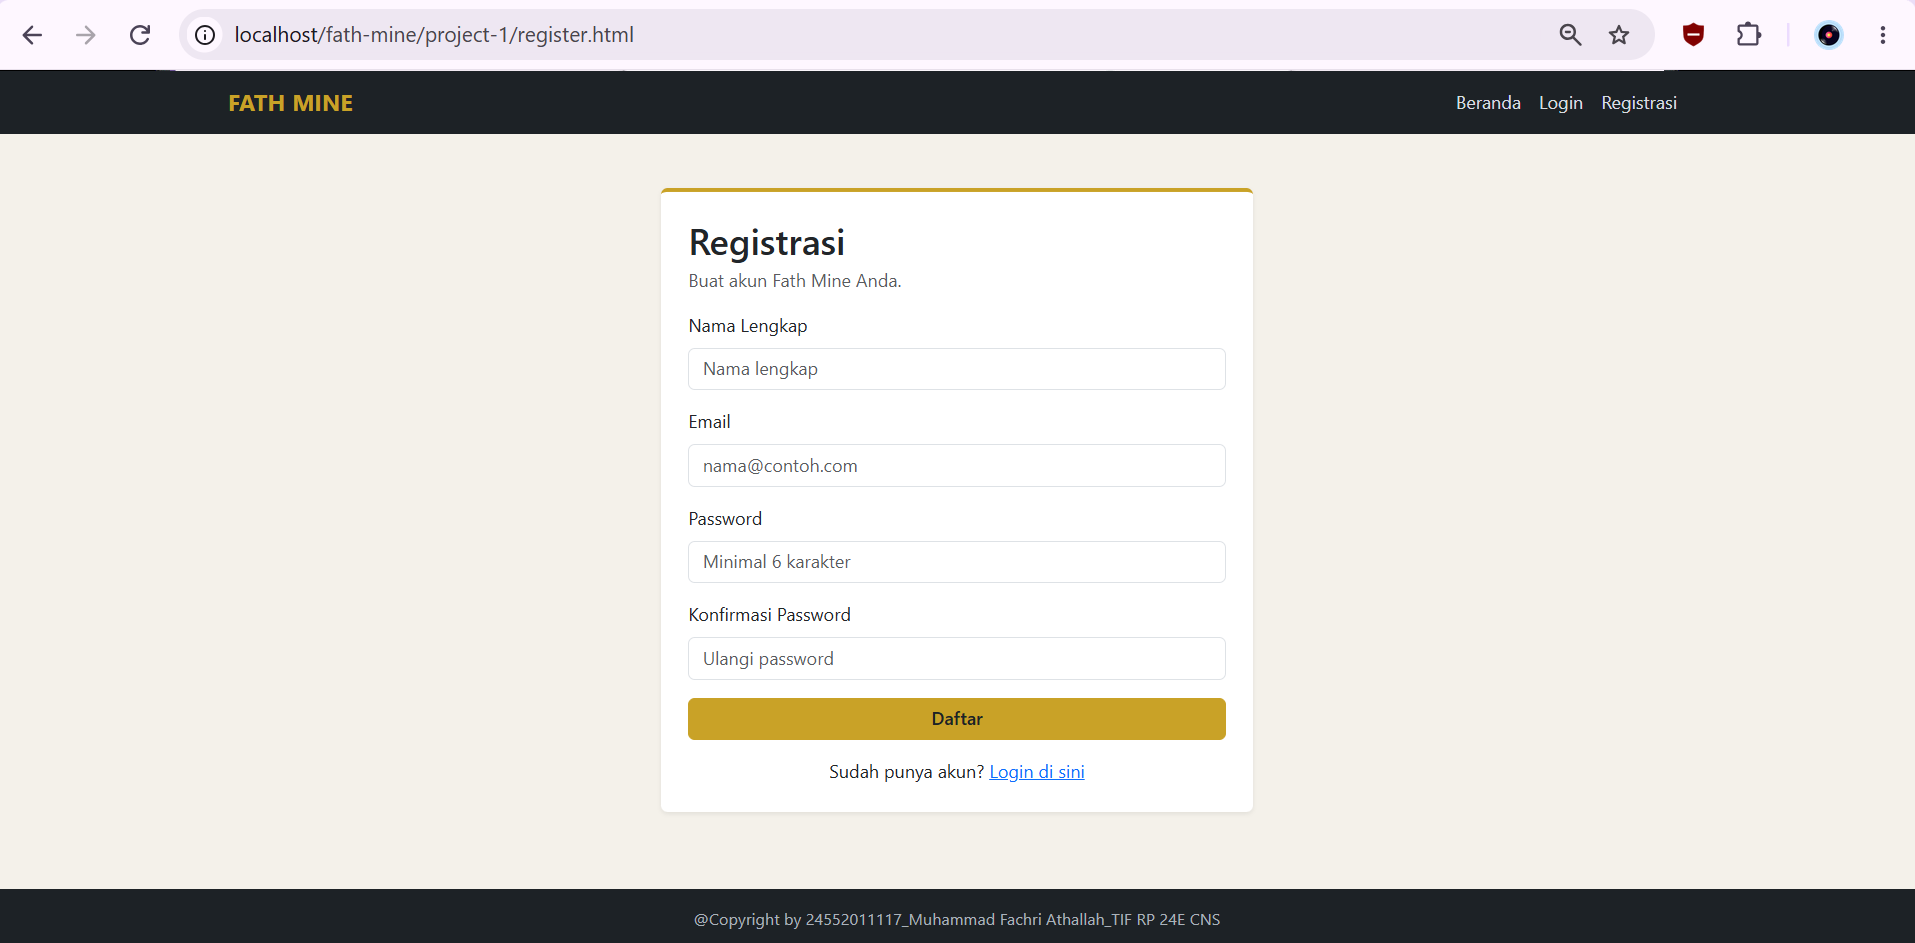 localhost/fath-mine/project-1/register.html
FATH MINE
Beranda Login Registrasi
Registrasi
Buat akun Fath Mine Anda.
Nama Lengkap
Nama lengkap
Email
nama@contoh.com
Password
Minimal 6 karakter
Konfirmasi Password
Ulangi password
Daftar
Sudah punya akun? Login di sini
@Copyright by 24552011117_Muhammad Fachri Athallah_TIF RP 24E CNS